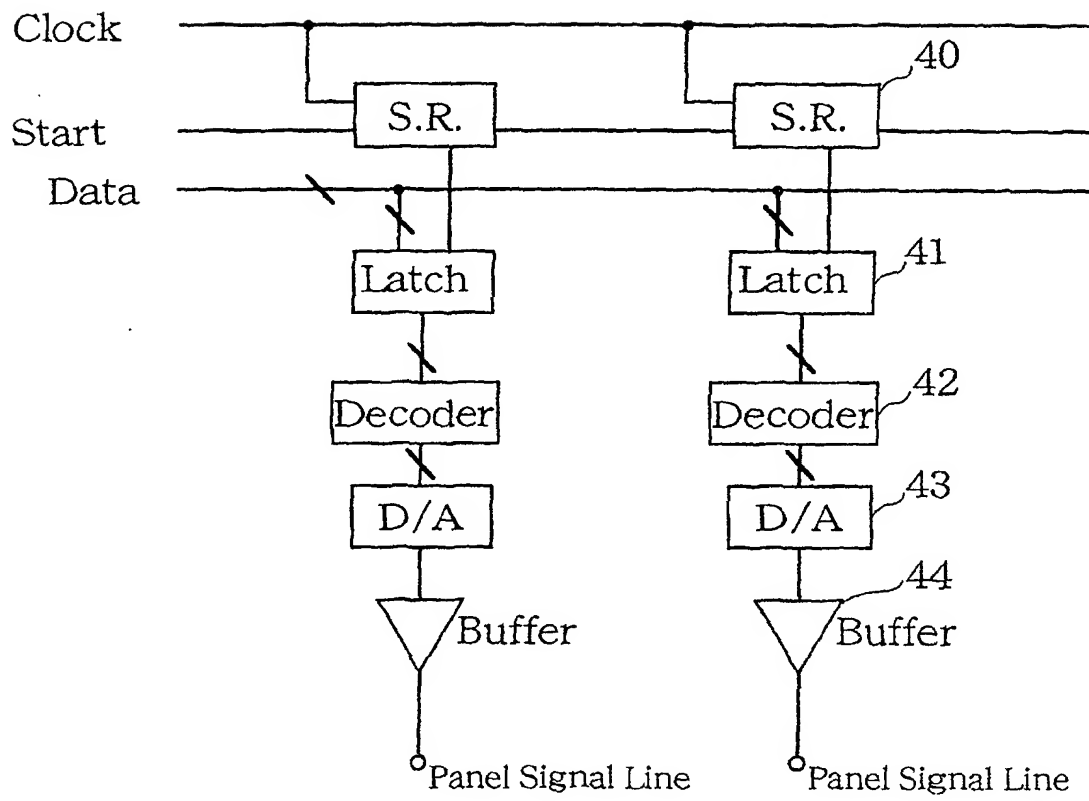 Clock
40
S.R. S.R.
Start
Data
41
Latch Latch
42
Decoder Decoder
43
D/A D/A
44
Buffer Buffer
Panel Signal Line Panel Signal Line